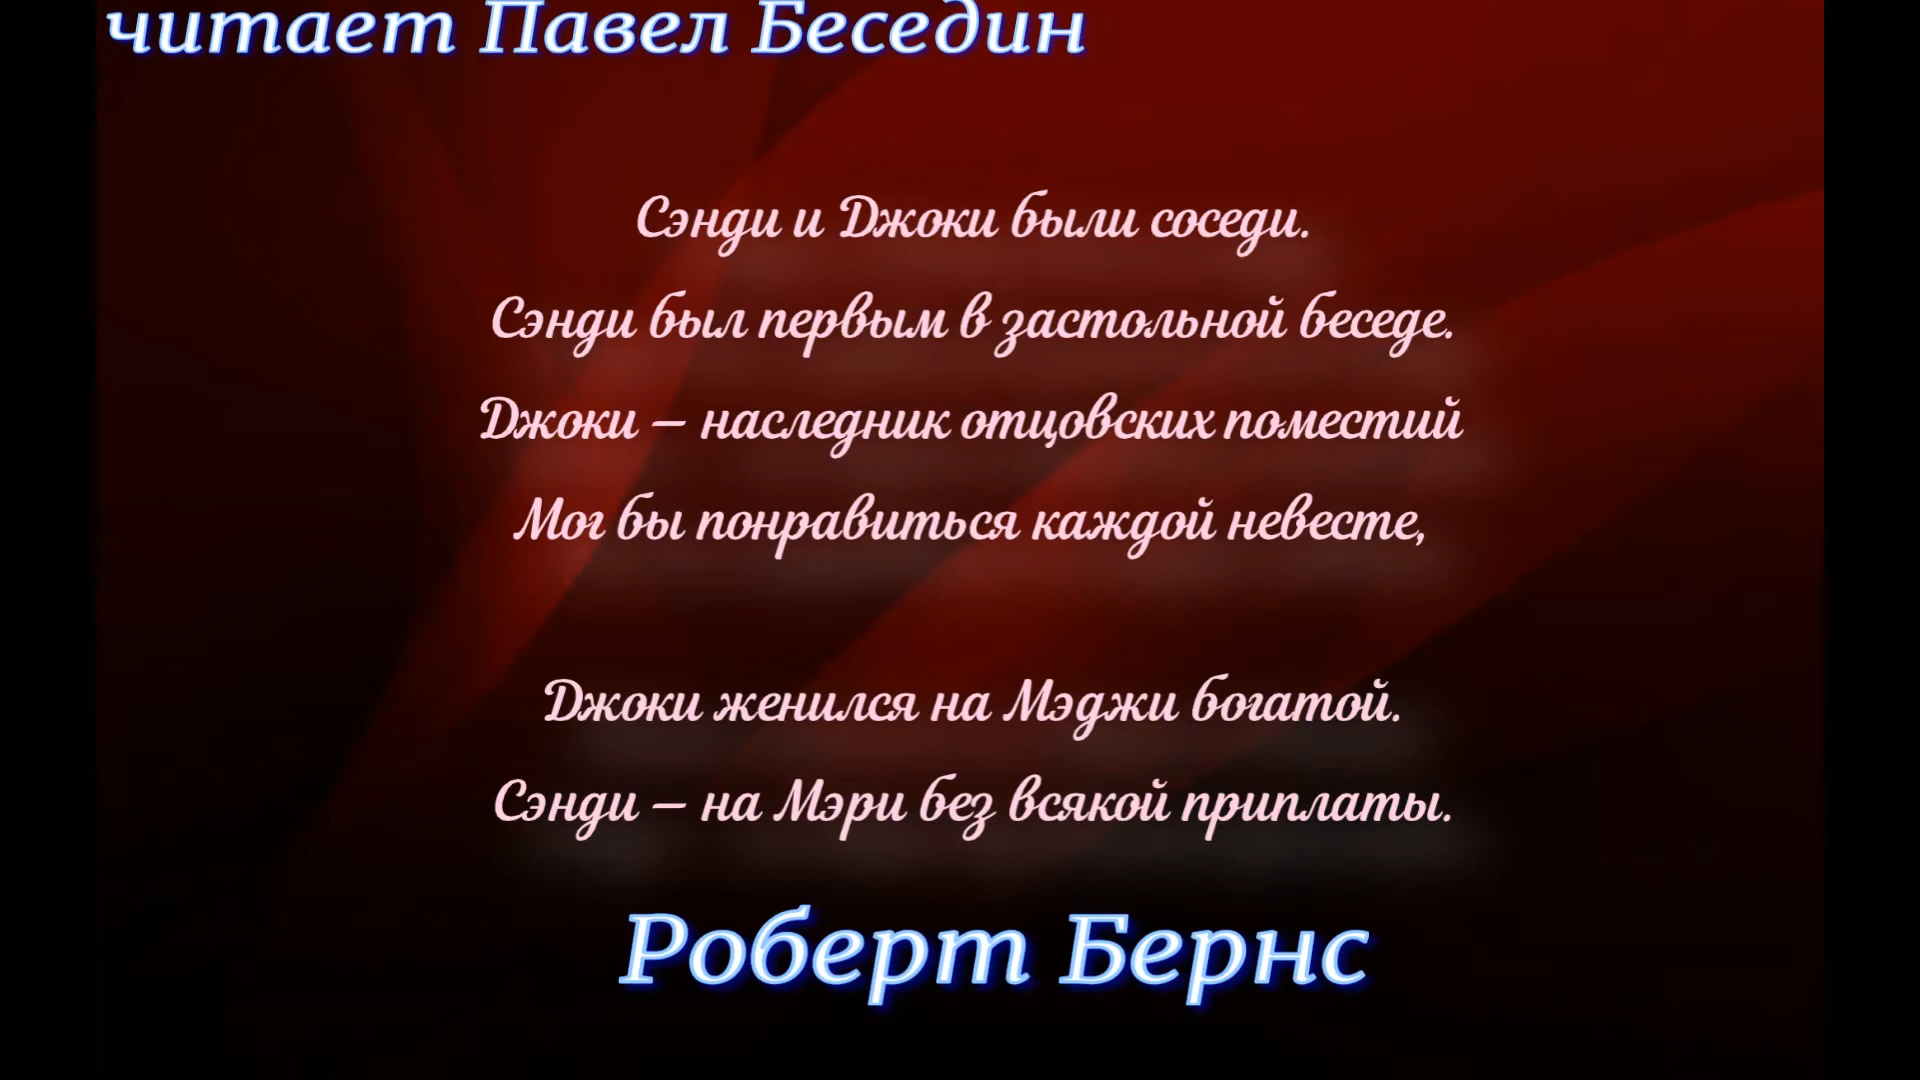 читает Павел Беседин
Сэнди и Джоки были соседи.
Сэнди был первым в застольной беседе.
Джоки – наследник отцовских поместий
Мог бы понравиться каждой невесте,
Джоки женился на Мэджи богатой.
Сэнди – на Мэри без всякой приплаты.
Роберт Бернс